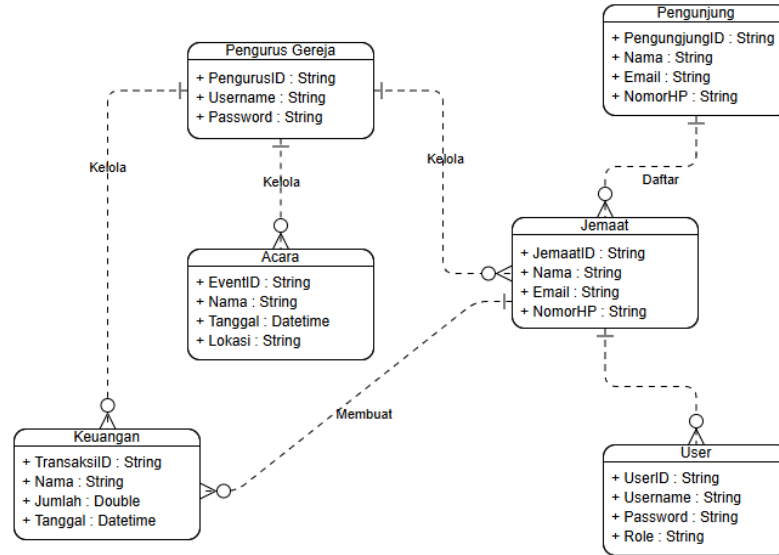 Pengunjung
+ PengungjungID : String
+ Nama : String
+ Email : String
+ NomorHP : String
Pengurus Gereja
+ PengurusID : String
+ Username : String
+ Password : String
Kelola
Kelola
Kelola
Daftar
Jemaat
+ JemaatID : String
+ Nama : String
+ Email : String
+ NomorHP : String
Acara
+ EventID : String
+ Nama : String
+ Tanggal : Datetime
+ Lokasi : String
Membuat
Keuangan
+ TransaksiID : String
+ Nama : String
+ Jumlah : Double
+ Tanggal : Datetime
User
+ UserID : String
+ Username : String
+ Password : String
+ Role : String